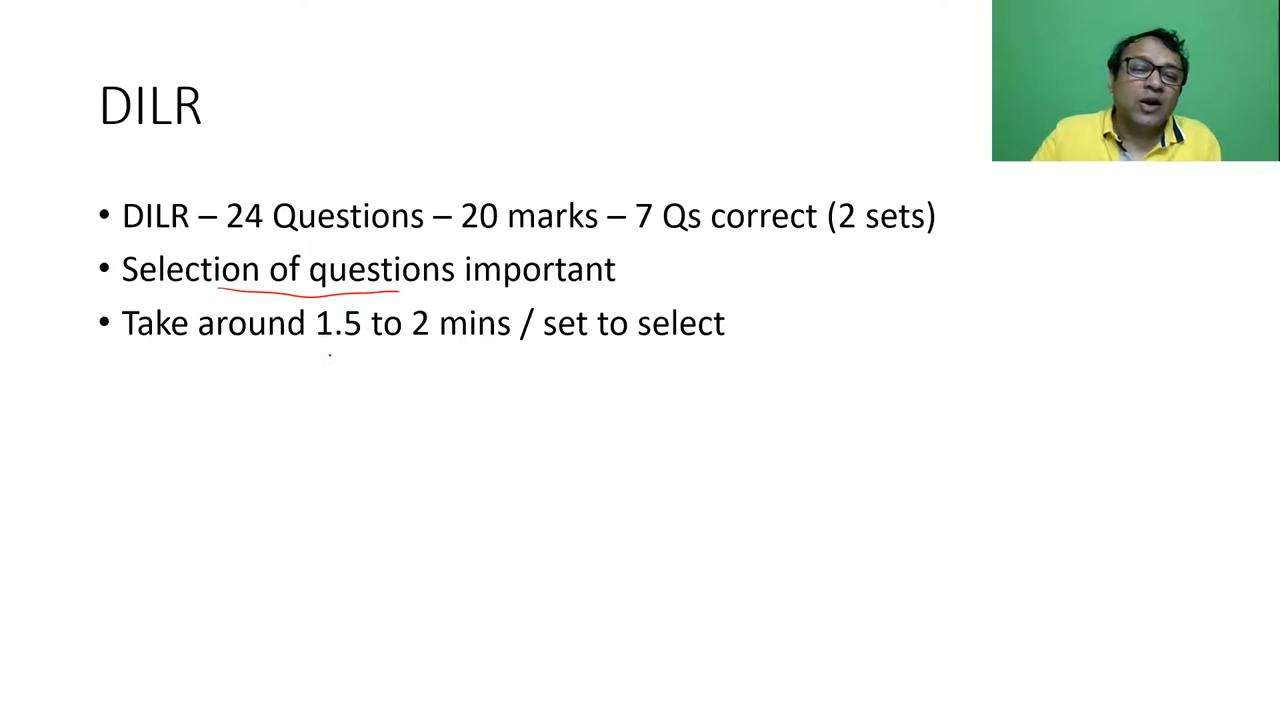 DILR
• DILR – 24 Questions – 20 marks – 7 Qs correct (2 sets)
• Selection of questions important
• Take around 1.5 to 2 mins / set to select